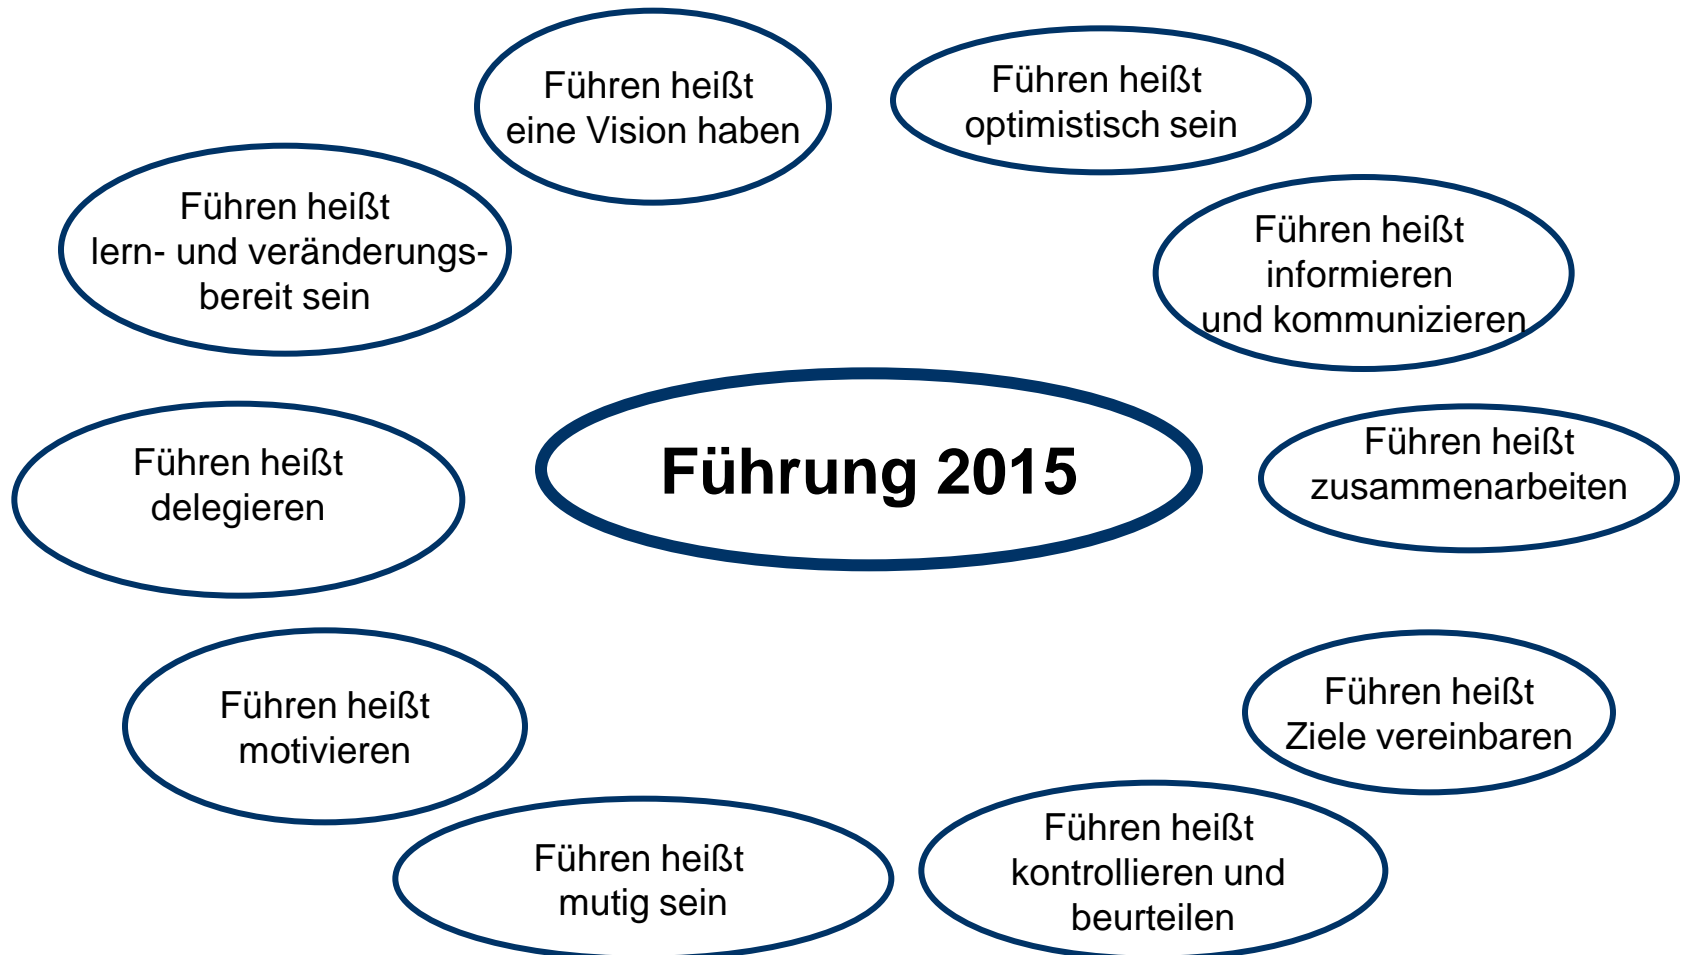 Führen heißt
eine Vision haben
Führen heißt
optimistisch sein
Führen heißt
lern- und veränderungs-
bereit sein
Führen heißt
informieren
und kommunizieren
Führung 2015
Führen heißt
delegieren
Führen heißt
zusammenarbeiten
Führen heißt
motivieren
Führen heißt
Ziele vereinbaren
Führen heißt
mutig sein
Führen heißt
kontrollieren und
beurteilen